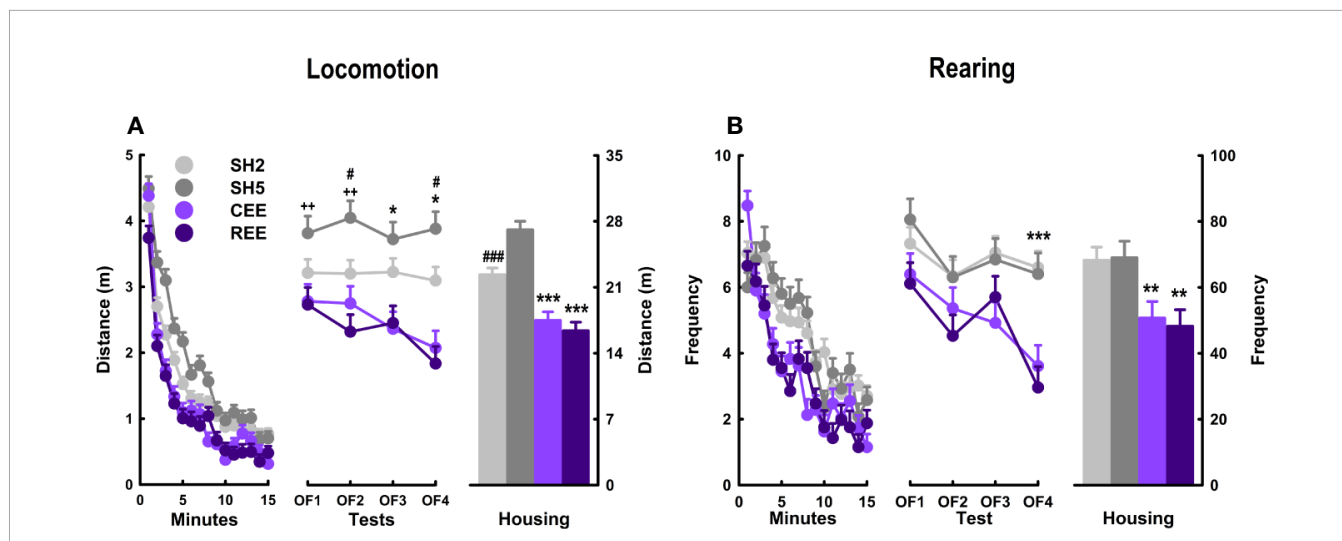 Locomotion
Rearing
A
B
SH2
SH5
CEE
REE
Distance (m)
5
4
3
2
1
0
0
5
10
15
Minutes
++
#
++
*
#
*
OF1
OF2
OF3
OF4
Tests
###
***
***
Housing
35
28
21
14
7
0
Distance (m)
Frequency
10
8
6
4
2
0
0
5
10
15
Minutes
***
OF1
OF2
OF3
OF4
Test
**
**
Housing
100
80
60
40
20
0
Frequency